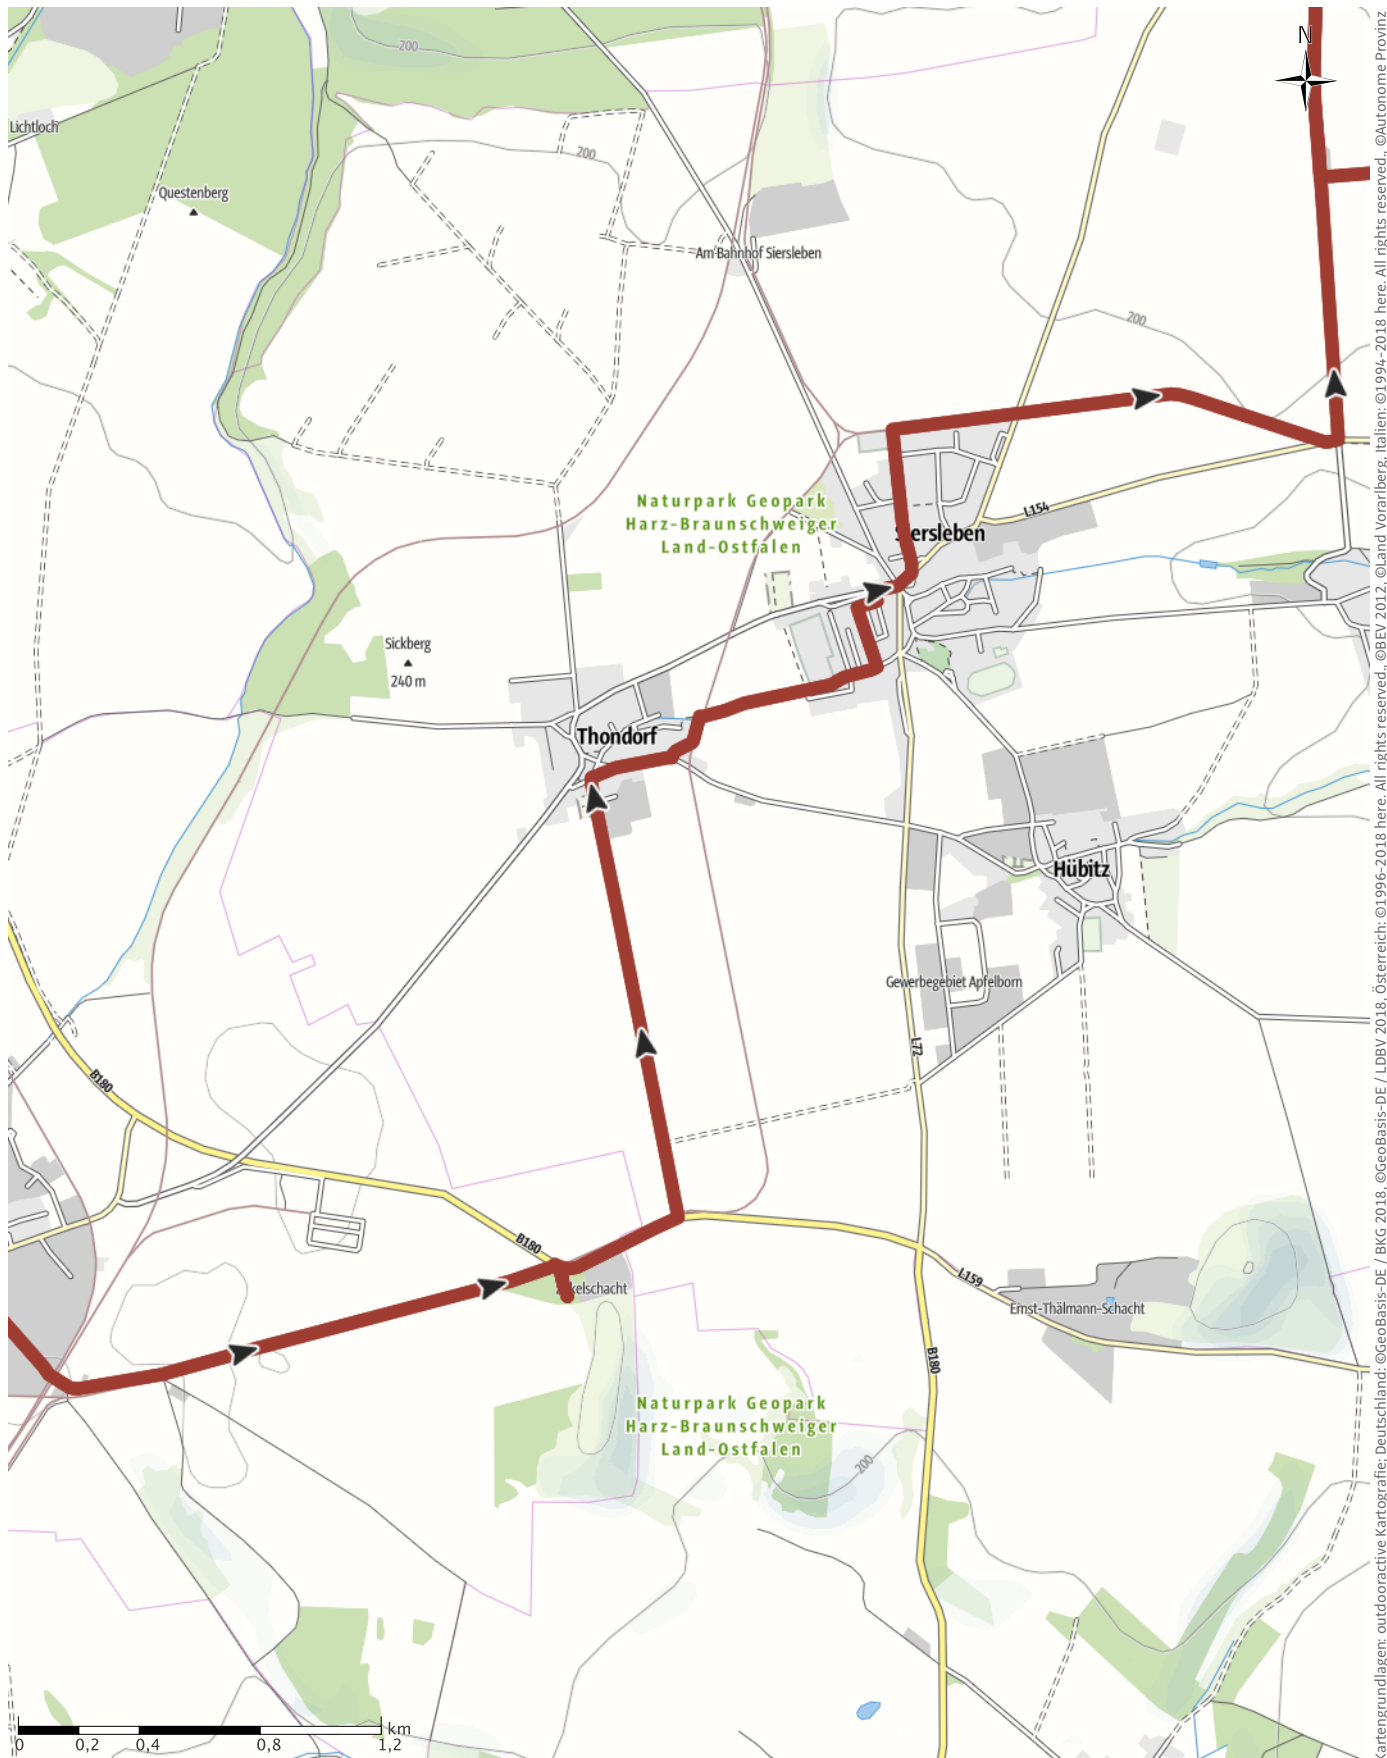 200
N
Lichtloch
200
Questenberg
Am Bahnhof Siersleben
200
Naturpark Geopark
Harz-Braunschweiger
Land-Ostfalen
L154
Siersleben
Sickberg
240 m
Thondorf
Hübitz
Gewerbegebiet Apfelborn
L72
B180
B180
L159
Ernst-Thälmann-Schacht
B180
Naturpark Geopark
Harz-Braunschweiger
Land-Ostfalen
200
km
0 0,2 0,4 0,8 1,2
artengrundlagen: outdooractive Kartografie; Deutschland: ©GeoBasis-DE / BKG 2018, ©GeoBasis-DE / LDBV 2018, Österreich: ©1996-2018 here. All rights reserved., ©BEV 2012, ©Land Vorarlberg, Italien: ©1994-2018 here. All rights reserved., ©Autonome Provinz